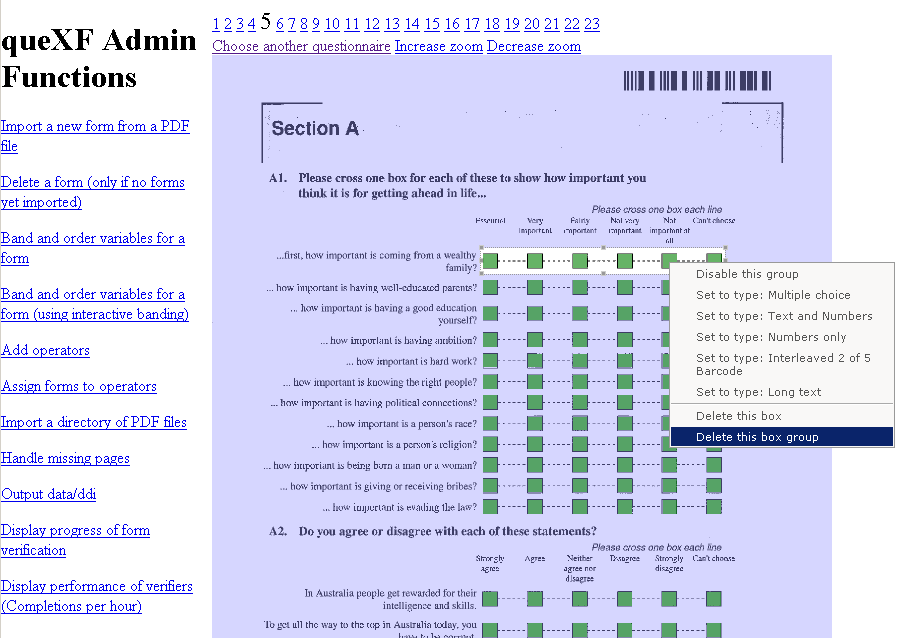 queXF Admin
Functions
Import a new form from a PDF
file
Delete a form (only if no forms
yet imported)
Band and order variables for a
form
Band and order variables for a
form (using interactive banding)
Add operators
Assign forms to operators
Import a directory of PDF files
Handle missing pages
Output data/ddi
Display progress of form
verification
Display performance of verifiers
(Completions per hour)
1 2 3 4 5 6 7 8 9 10 11 12 13 14 15 16 17 18 19 20 21 22 23
Choose another questionnaire Increase zoom Decrease zoom
Section A
A1. Please cross one box for each of these to show how important you
think it is for getting ahead in life...
Please cross one box each line
Essential Very important Fairly important Not very important Not important at all Can't choose
...first, how important is coming from a wealthy
family?
... how important is having well-educated parents?
... how important is having a good education
yourself?
... how important is having ambition?
... how important is hard work?
... how important is knowing the right people?
... how important is having political connections?
... how important is a person's race?
... how important is a person's religion?
... how important is being born a man or a woman?
... how important is giving or receiving bribes?
... how important is evading the law?
A2. Do you agree or disagree with each of these statements?
Please cross one box each line
Strongly agree Agree Neither agree nor disagree Disagree Strongly disagree Can't choose
In Australia people get rewarded for their
intelligence and skills.
To get all the way to the top in Australia today, you
have to be corrupt.
Disable this group
Set to type: Multiple choice
Set to type: Text and Numbers
Set to type: Numbers only
Set to type: Interleaved 2 of 5
Barcode
Set to type: Long text
Delete this box
Delete this box group